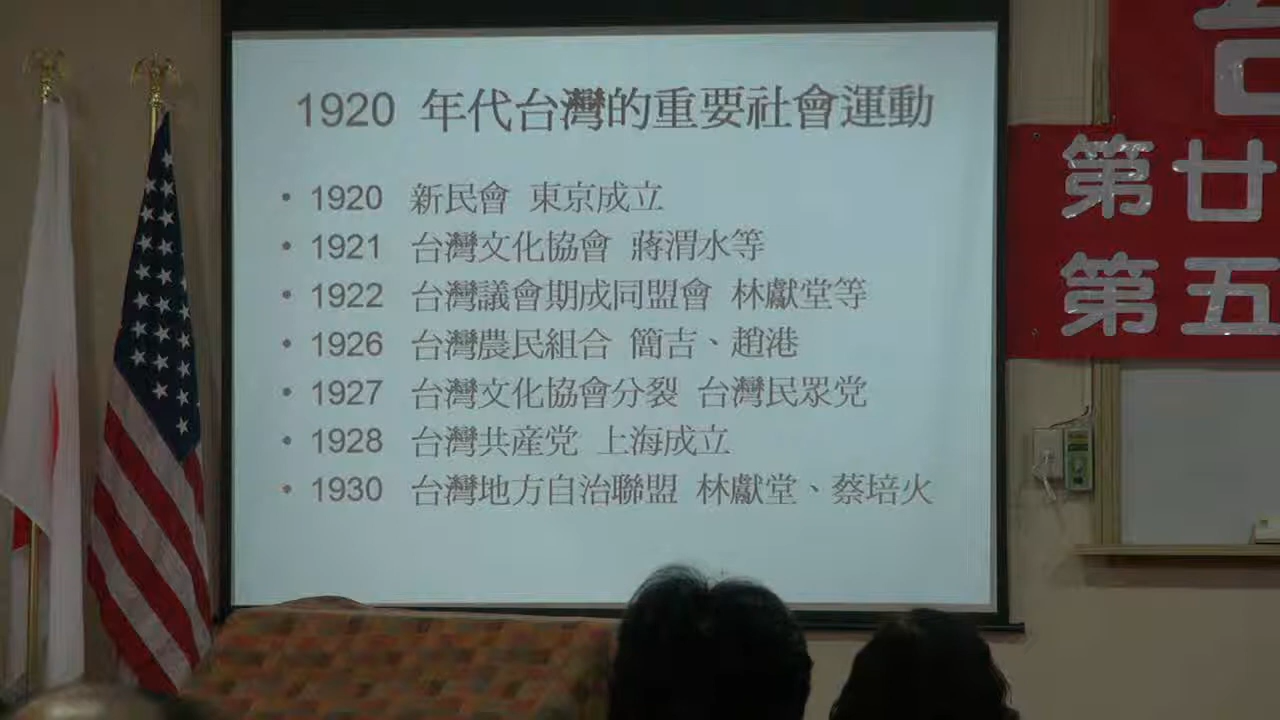 1920 年代台灣的重要社會運動
• 1920 新民會 東京成立
• 1921 台灣文化協會 蔣渭水等
• 1922 台灣議會期成同盟會 林獻堂等
• 1926 台灣農民組合 簡吉、趙港
• 1927 台灣文化協會分裂 台灣民眾党
• 1928 台灣共産党 上海成立
• 1930 台灣地方自治聯盟 林獻堂、蔡培火
第廿
第五